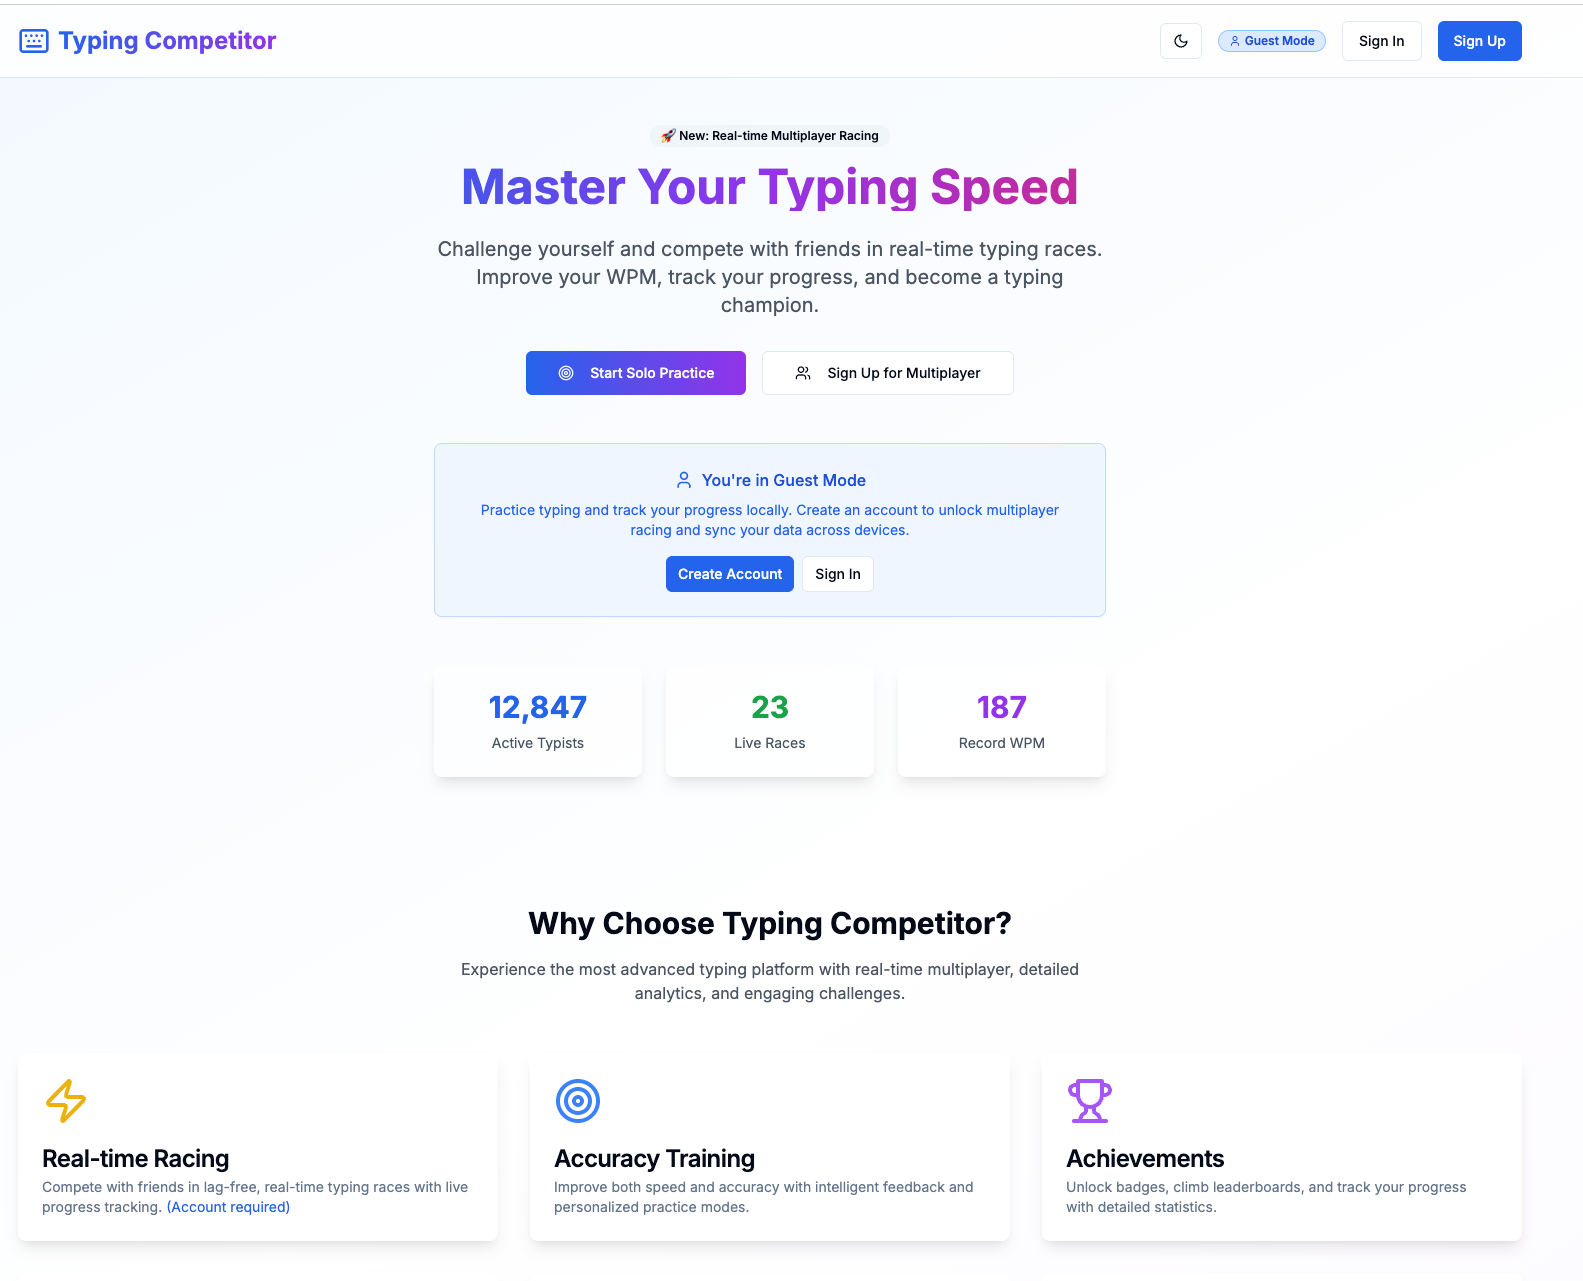 Typing Competitor
Guest Mode
Sign In
Sign Up
🚀 New: Real-time Multiplayer Racing
Master Your Typing Speed
Challenge yourself and compete with friends in real-time typing races.
Improve your WPM, track your progress, and become a typing
champion.
Start Solo Practice
Sign Up for Multiplayer
You're in Guest Mode
Practice typing and track your progress locally. Create an account to unlock multiplayer
racing and sync your data across devices.
Create Account
Sign In
12,847
Active Typists
23
Live Races
187
Record WPM
Why Choose Typing Competitor?
Experience the most advanced typing platform with real-time multiplayer, detailed
analytics, and engaging challenges.
Real-time Racing
Compete with friends in lag-free, real-time typing races with live
progress tracking. (Account required)
Accuracy Training
Improve both speed and accuracy with intelligent feedback and
personalized practice modes.
Achievements
Unlock badges, climb leaderboards, and track your progress
with detailed statistics.